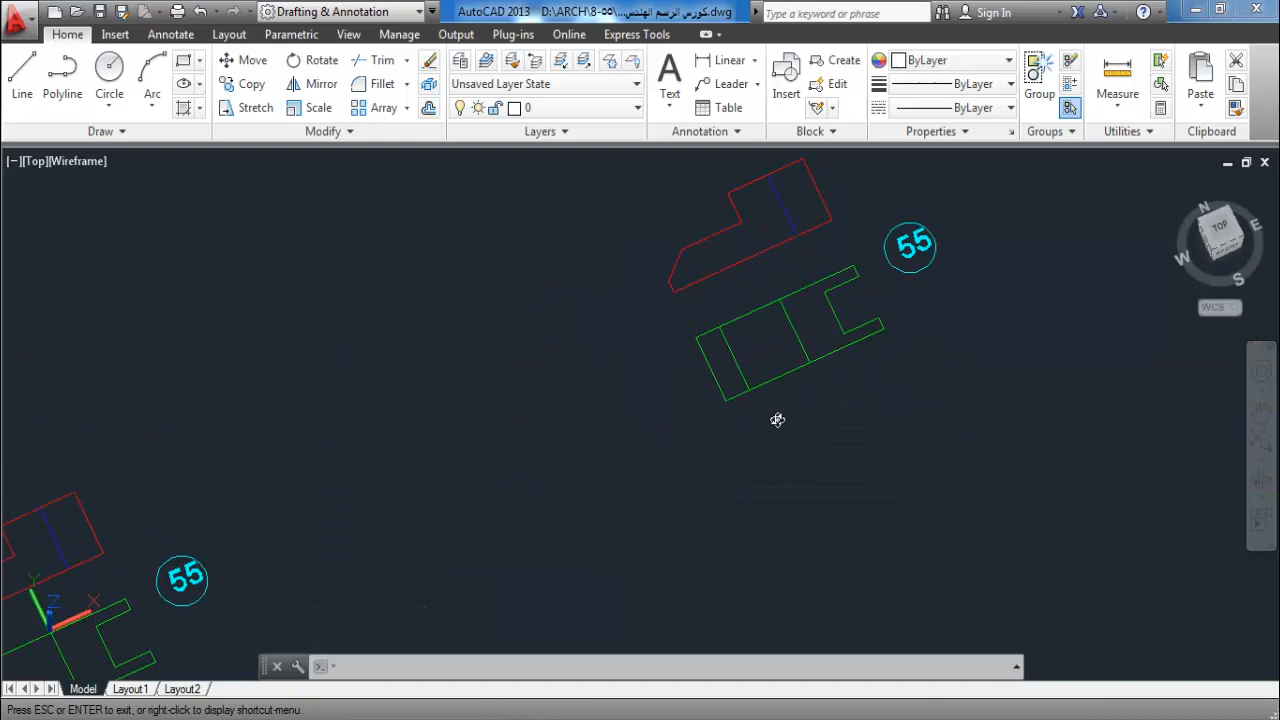 Drafting & Annotation
AutoCAD 2013 D:\ARCH\8-٥٥\كورس الرسم الهندس....dwg
Type a keyword or phrase
Sign In
Home Insert Annotate Layout Parametric View Manage Output Plug-ins Online Express Tools
Line Polyline Circle Arc
Move Rotate Trim
Copy Mirror Fillet
Stretch Scale Array
Draw Modify
Unsaved Layer State
0
Layers
Text Linear
Leader
Table
Annotation
Insert Create
Edit
Block
ByLayer
ByLayer
ByLayer
Properties
Group
Groups
Measure
Utilities
Paste
Clipboard
[−][Top][Wireframe]
55
55
N
W E
S
TOP
WCS
Y
Z X
Model Layout1 Layout2
Press ESC or ENTER to exit, or right-click to display shortcut-menu.